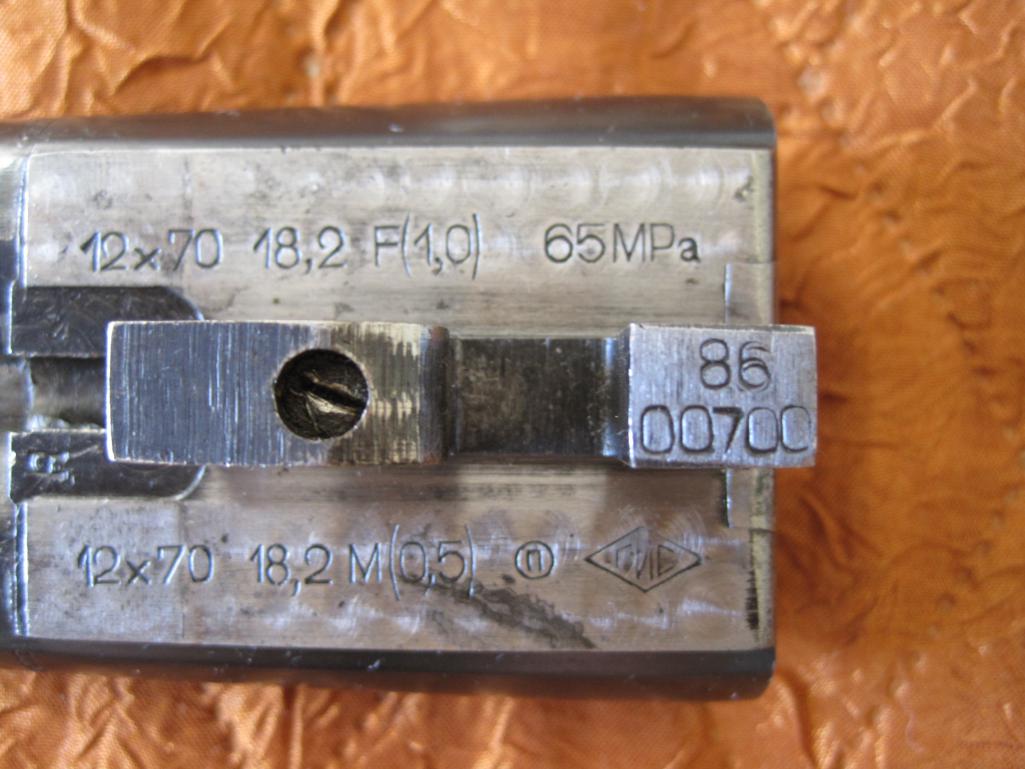 12x70 18,2 F(1,0) 65MPa
86
00700
12x70 18,2 M(0,5) п